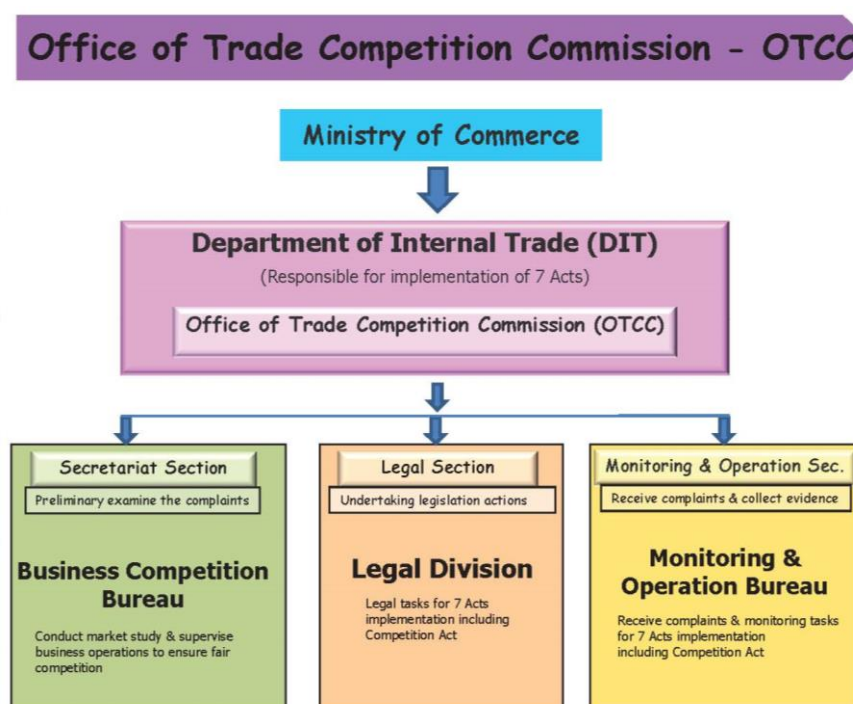 Office of Trade Competition Commission - OTCC
Ministry of Commerce
Department of Internal Trade (DIT)
(Responsible for implementation of 7 Acts)
Office of Trade Competition Commission (OTCC)
Secretariat Section
Preliminary examine the complaints
Business Competition
Bureau
Conduct market study & supervise
business operations to ensure fair
competition
Legal Section
Undertaking legislation actions
Legal Division
Legal tasks for 7 Acts
implementation including
Competition Act
Monitoring & Operation Sec.
Receive complaints & collect evidence
Monitoring &
Operation Bureau
Receive complaints & monitoring tasks
for 7 Acts implementation
including Competition Act